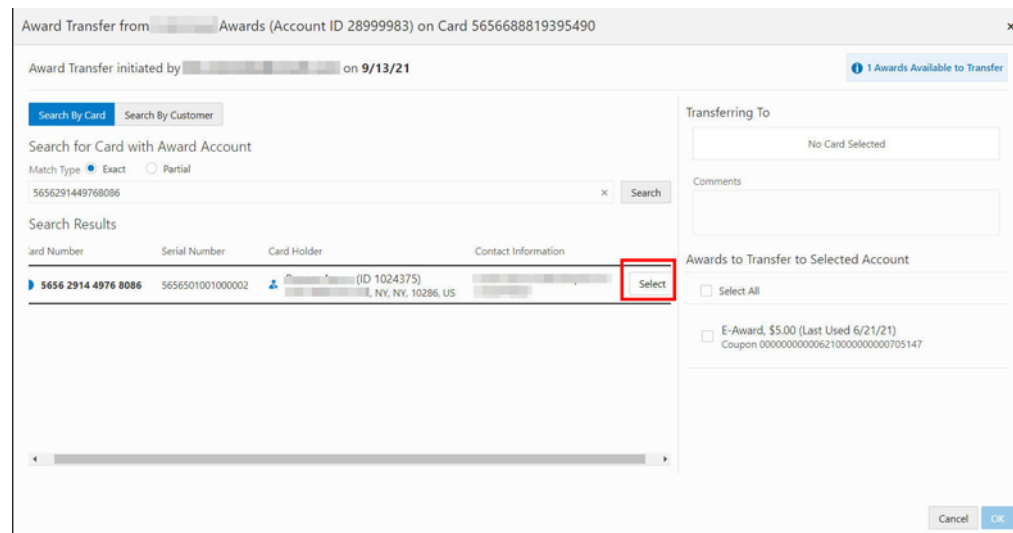 Award Transfer from Awards (Account ID 28999983) on Card 5656688819395490
×
Award Transfer initiated by on 9/13/21
1 Awards Available to Transfer
Search By Card Search By Customer
Search for Card with Award Account
Match Type Exact Partial
5656291449768086 × Search
Search Results
ard Number Serial Number Card Holder Contact Information
5656 2914 4976 8086 5656501001000002 (ID 1024375) Select
, NY, NY, 10286, US
Transferring To
No Card Selected
Comments
Awards to Transfer to Selected Account
Select All
E-Award, $5.00 (Last Used 6/21/21)
Coupon 000000000006210000000000705147
Cancel OK